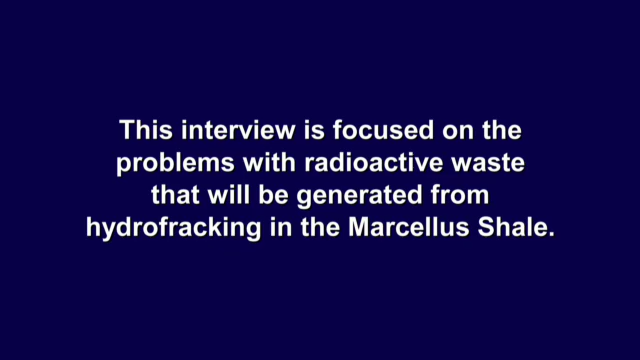 This interview is focused on the
problems with radioactive waste
that will be generated from
hydrofracking in the Marcellus Shale.